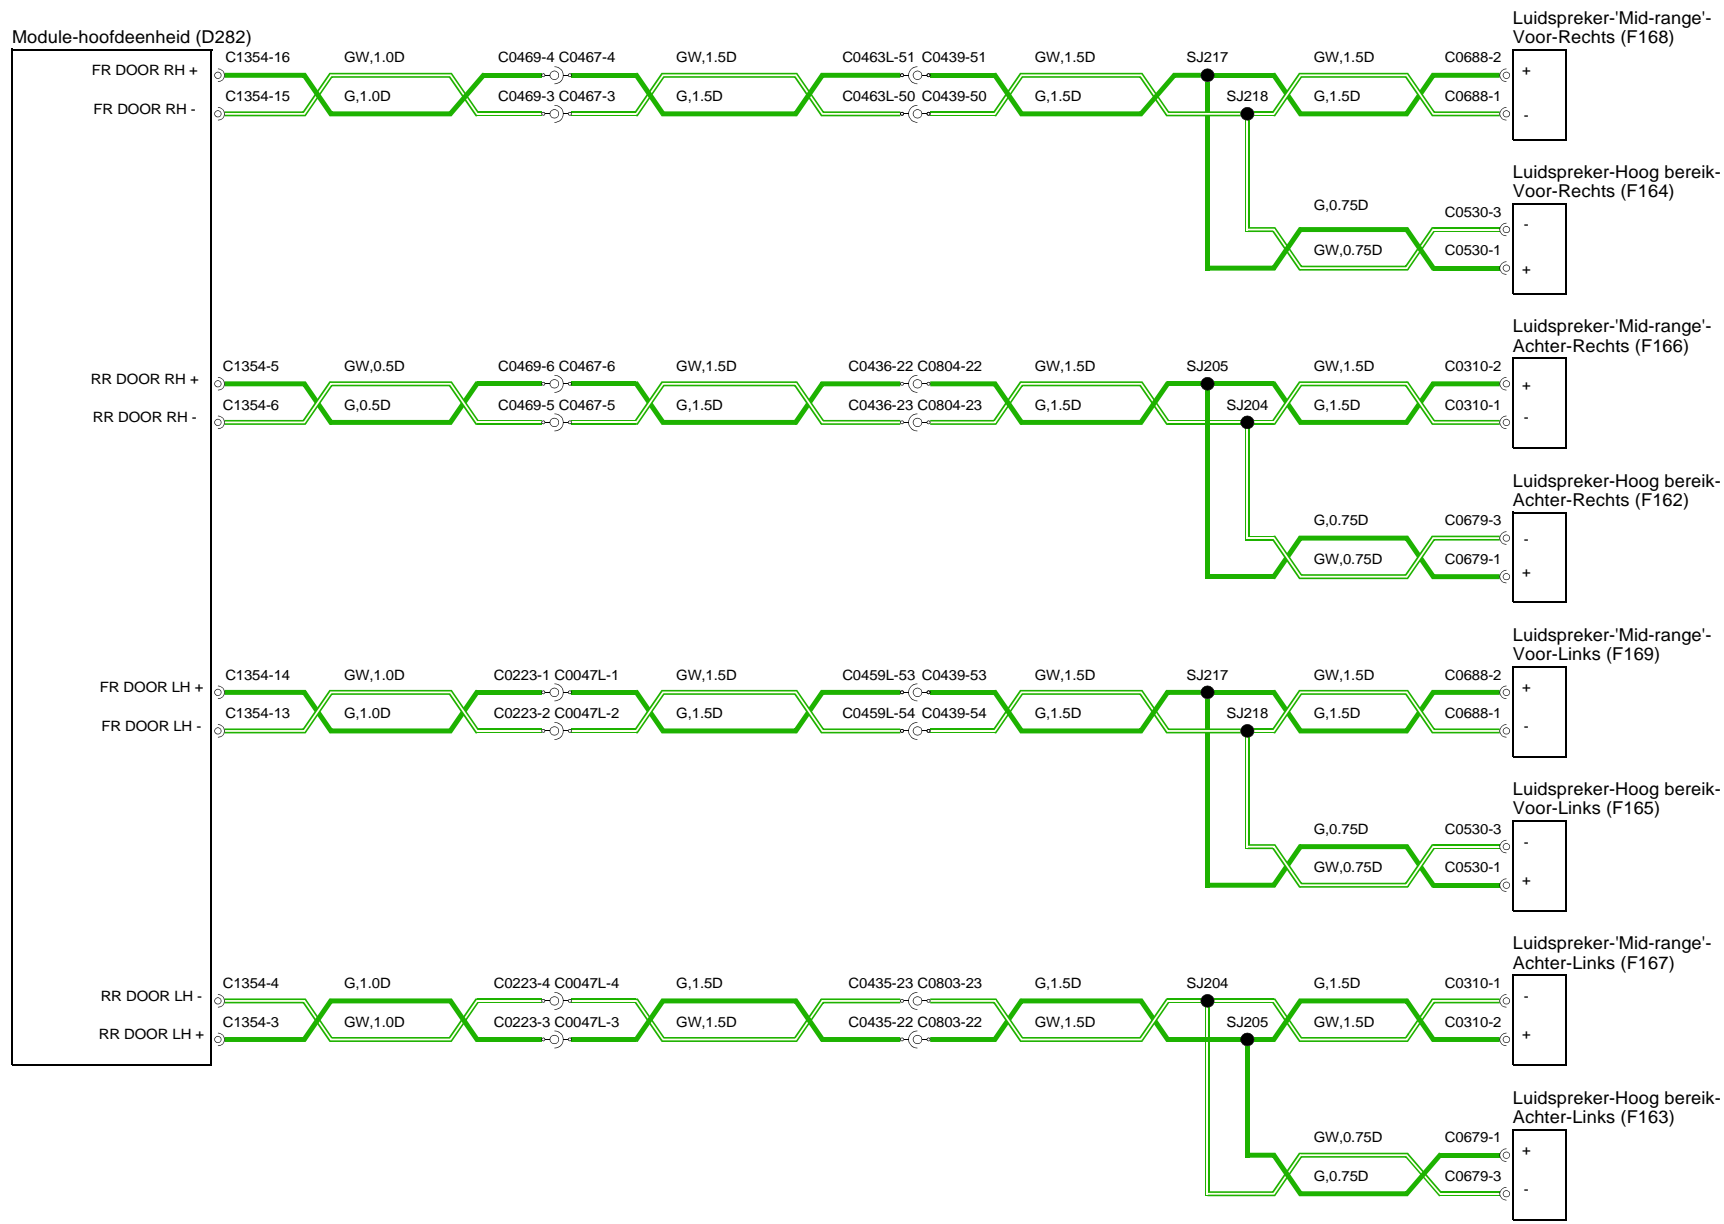 Module-hoofdeenheid (D282)
Luidspreker-'Mid-range'-
Voor-Rechts (F168)
FR DOOR RH +
C1354-16
GW,1.0D
C0469-4 C0467-4
GW,1.5D
C0463L-51 C0439-51
GW,1.5D
SJ217
GW,1.5D
C0688-2
+
FR DOOR RH -
C1354-15
G,1.0D
C0469-3 C0467-3
G,1.5D
C0463L-50 C0439-50
G,1.5D
SJ218
G,1.5D
C0688-1
-
Luidspreker-Hoog bereik-
Voor-Rechts (F164)
G,0.75D
C0530-3
-
GW,0.75D
C0530-1
+
Luidspreker-'Mid-range'-
Achter-Rechts (F166)
RR DOOR RH +
C1354-5
GW,0.5D
C0469-6 C0467-6
GW,1.5D
C0436-22 C0804-22
GW,1.5D
SJ205
GW,1.5D
C0310-2
+
RR DOOR RH -
C1354-6
G,0.5D
C0469-5 C0467-5
G,1.5D
C0436-23 C0804-23
G,1.5D
SJ204
G,1.5D
C0310-1
-
Luidspreker-Hoog bereik-
Achter-Rechts (F162)
G,0.75D
C0679-3
-
GW,0.75D
C0679-1
+
Luidspreker-'Mid-range'-
Voor-Links (F169)
FR DOOR LH +
C1354-14
GW,1.0D
C0223-1 C0047L-1
GW,1.5D
C0459L-53 C0439-53
GW,1.5D
SJ217
GW,1.5D
C0688-2
+
FR DOOR LH -
C1354-13
G,1.0D
C0223-2 C0047L-2
G,1.5D
C0459L-54 C0439-54
G,1.5D
SJ218
G,1.5D
C0688-1
-
Luidspreker-Hoog bereik-
Voor-Links (F165)
G,0.75D
C0530-3
-
GW,0.75D
C0530-1
+
Luidspreker-'Mid-range'-
Achter-Links (F167)
RR DOOR LH -
C1354-4
G,1.0D
C0223-4 C0047L-4
G,1.5D
C0435-23 C0803-23
G,1.5D
SJ204
G,1.5D
C0310-1
-
RR DOOR LH +
C1354-3
GW,1.0D
C0223-3 C0047L-3
GW,1.5D
C0435-22 C0803-22
GW,1.5D
SJ205
GW,1.5D
C0310-2
+
Luidspreker-Hoog bereik-
Achter-Links (F163)
GW,0.75D
C0679-1
+
G,0.75D
C0679-3
-